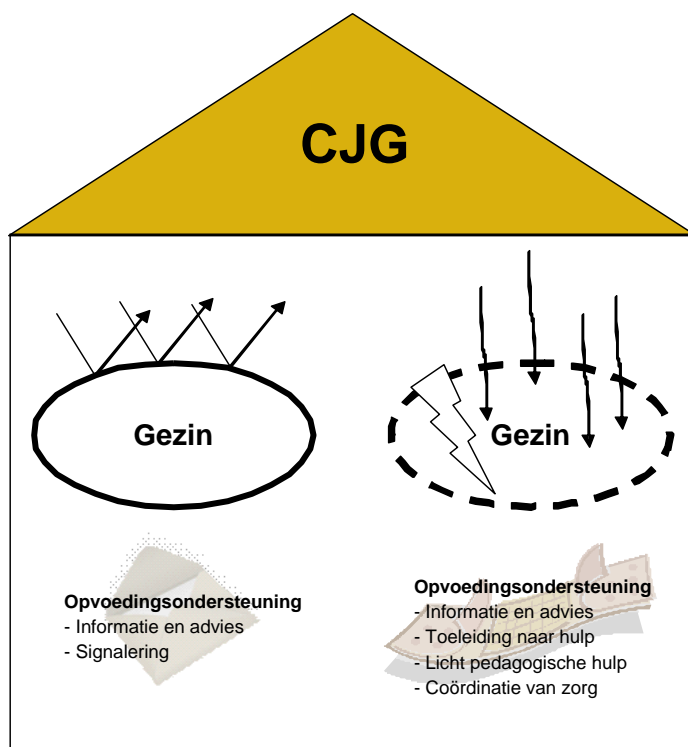 CJG
Gezin
Gezin
Opvoedingsondersteuning
- Informatie en advies
- Signalering
Opvoedingsondersteuning
- Informatie en advies
- Toeleiding naar hulp
- Licht pedagogische hulp
- Coördinatie van zorg